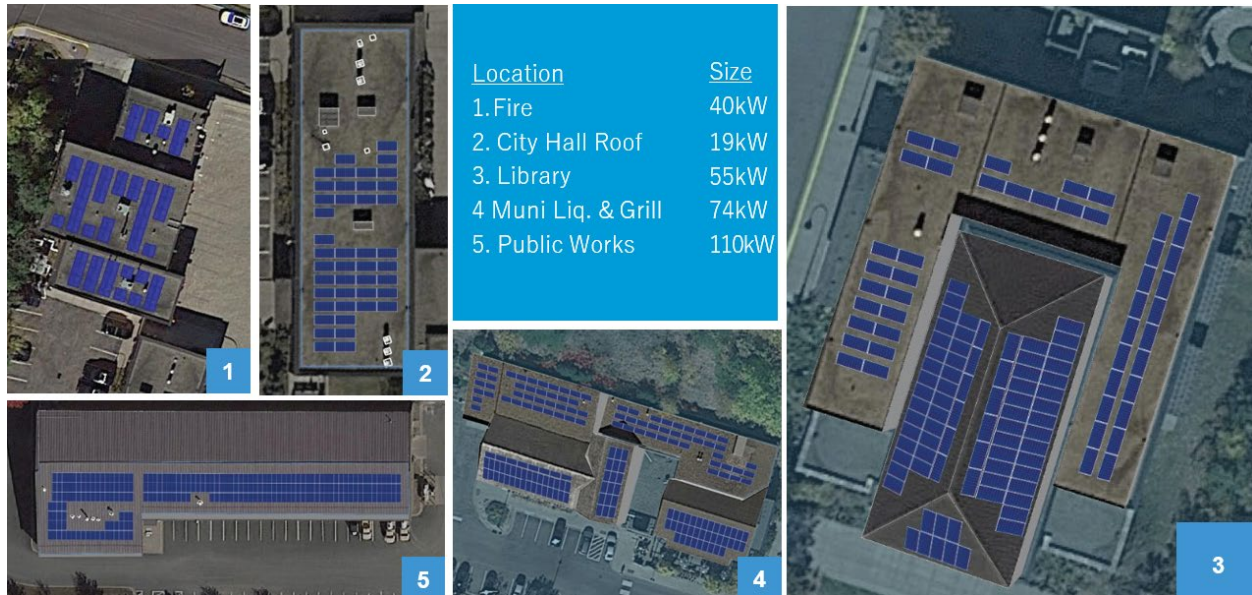 Location Size
1. Fire 40kW
2. City Hall Roof 19kW
3. Library 55kW
4 Muni Liq. & Grill 74kW
5. Public Works 110kW
1
2
3
4
5